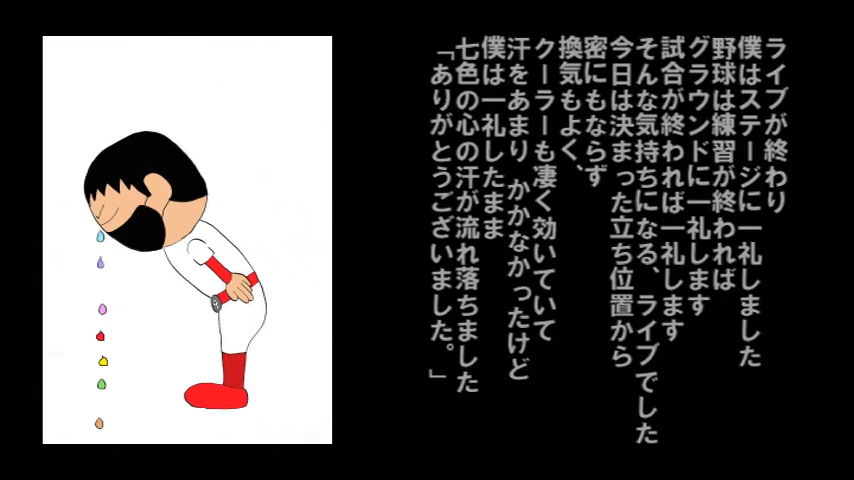 ライブが終わり
僕はステージに一礼しました
野球は練習が終われば
グラウンドに一礼します
試合が終われば一礼します
そんな気持ちになる、ライブでした
今日は決まった立ち位置から
密にもならず
換気もよく、
クーラーも凄く効いていて
汗をあまり かかなかったけど
僕は一礼したまま
七色の心の汗が流れ落ちました
「ありがとうございました。」